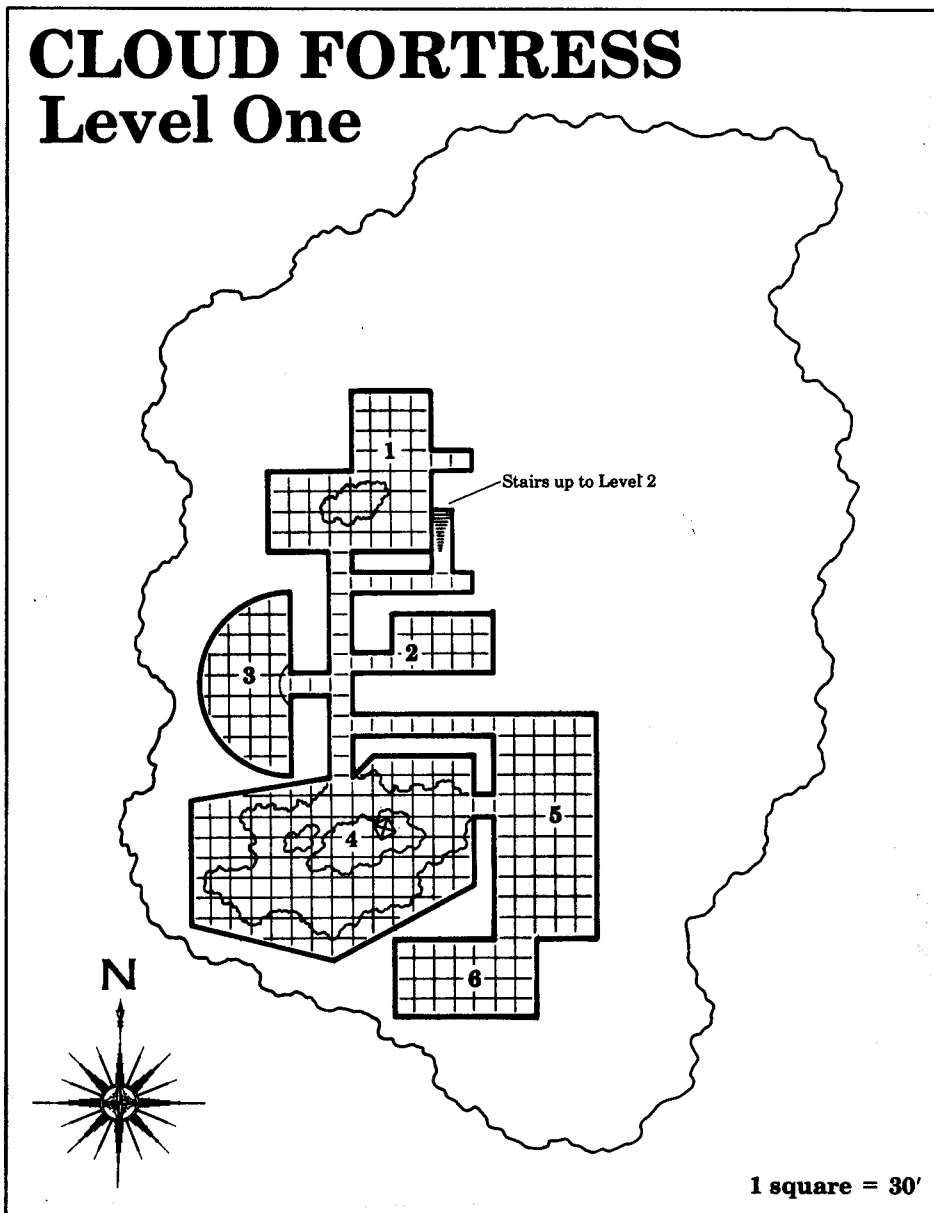 CLOUD FORTRESS
Level One
1
Stairs up to Level 2
2
3
5
4
6
N
1 square = 30′